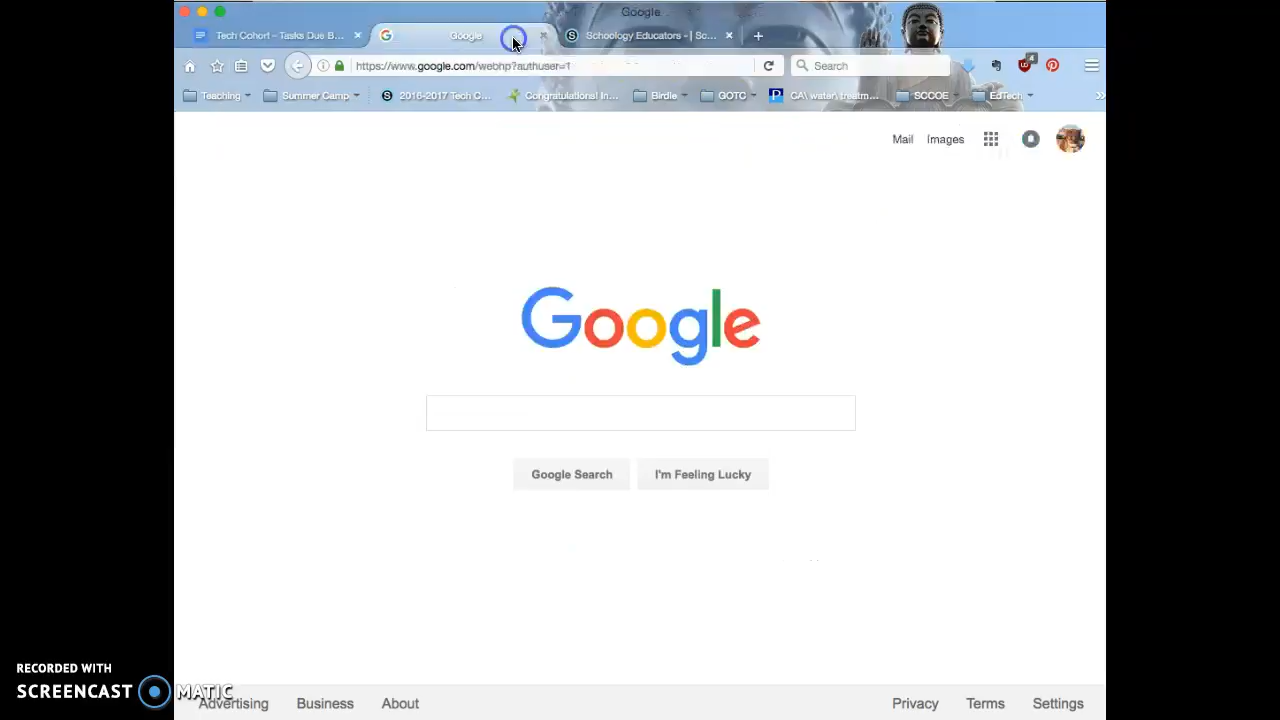 Google
Tech Cohort - Tasks Due B...
Google
Schoology Educators - | Sc...
https://www.google.com/webhp?authuser=1
Search
4
Teaching
Summer Camp
2016-2017 Tech C...
Congratulations! In...
Birdie
GOTC
CA\ water\ treatm...
SCCOE
EdTech
Mail
Images
Google
Google Search
I'm Feeling Lucky
RECORDED WITH
SCREENCAST MATIC
Advertising
Business
About
Privacy
Terms
Settings